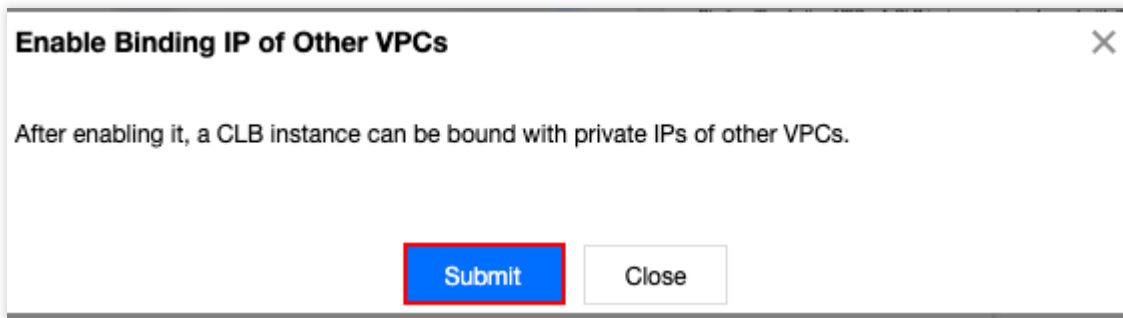 Enable Binding IP of Other VPCs
After enabling it, a CLB instance can be bound with private IPs of other VPCs.
Submit Close